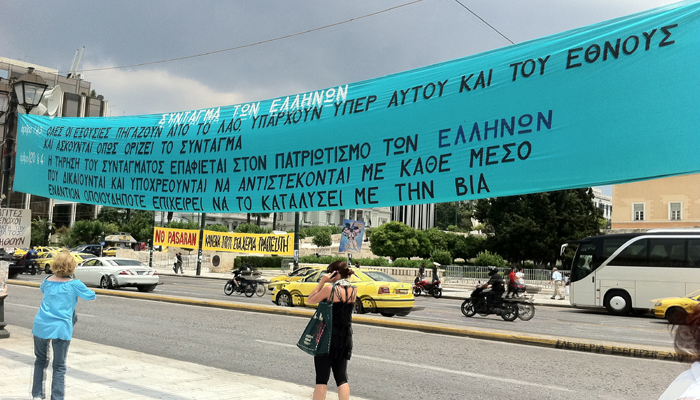 ΣΥΝΤΑΓΜΑ ΤΩΝ ΕΛΛΗΝΩΝ
ΟΛΕΣ ΟΙ ΕΞΟΥΣΙΕΣ ΠΗΓΑΖΟΥΝ ΑΠΟ ΤΟ ΛΑΟ ΥΠΑΡΧΟΥΝ ΥΠΕΡ ΑΥΤΟΥ ΚΑΙ ΤΟΥ ΕΘΝΟΥΣ
ΚΑΙ ΑΣΚΟΥΝΤΑΙ ΟΠΩΣ ΟΡΙΖΕΙ ΤΟ ΣΥΝΤΑΓΜΑ
Η ΤΗΡΗΣΗ ΤΟΥ ΣΥΝΤΑΓΜΑΤΟΣ ΕΠΑΦΙΕΤΑΙ ΣΤΟΝ ΠΑΤΡΙΩΤΙΣΜΟ ΤΩΝ ΕΛΛΗΝΩΝ
ΠΟΥ ΔΙΚΑΙΟΥΝΤΑΙ ΚΑΙ ΥΠΟΧΡΕΟΥΝΤΑΙ ΝΑ ΑΝΤΙΣΤΕΚΟΝΤΑΙ ΜΕ ΚΑΘΕ ΜΕΣΟ
ΕΝΑΝΤΙΟΝ ΟΠΟΙΟΥΔΗΠΟΤΕ ΕΠΙΧΕΙΡΕΙ ΝΑ ΤΟ ΚΑΤΑΛΥΣΕΙ ΜΕ ΤΗΝ ΒΙΑ
NO PASARAN